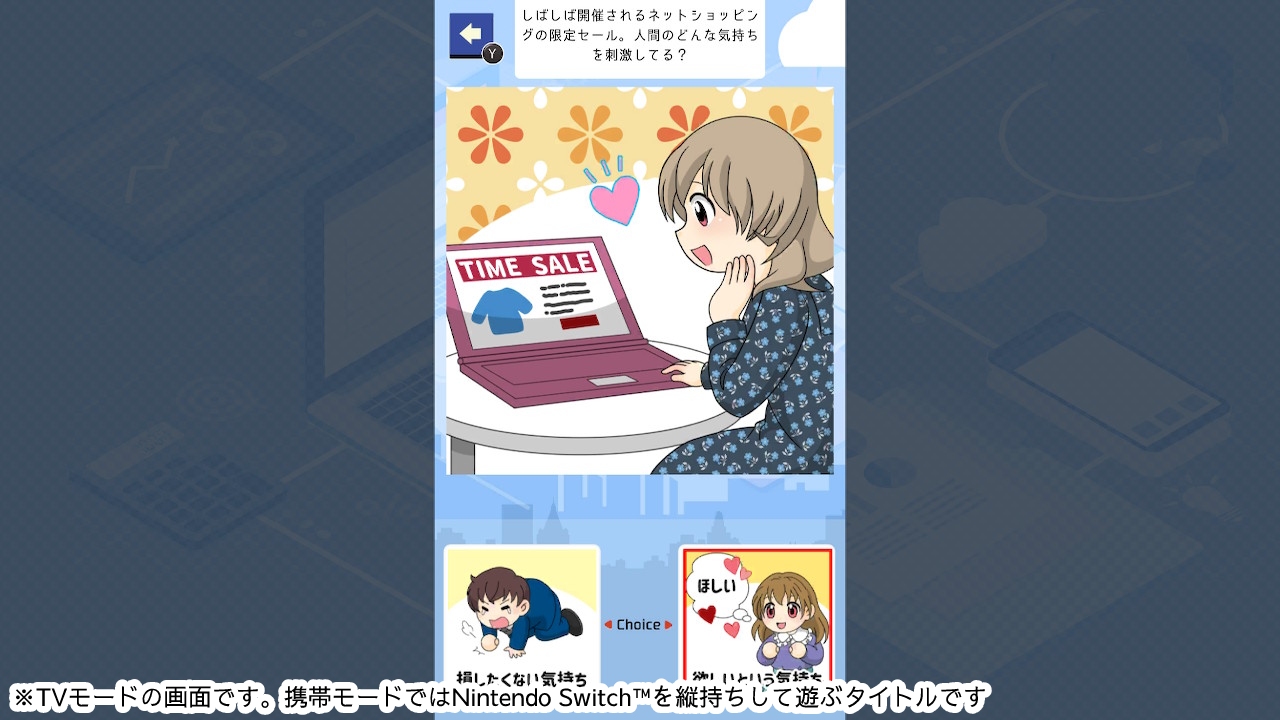 しばしば開催されるネットショッピン
グの限定セール。人間のどんな気持ち
を刺激してる？
Y
TIME SALE
ほしい
Choice
損したくない気持ち
欲しいという気持ち
※TVモードの画面です。携帯モードではNintendo Switch™を縦持ちして遊ぶタイトルです